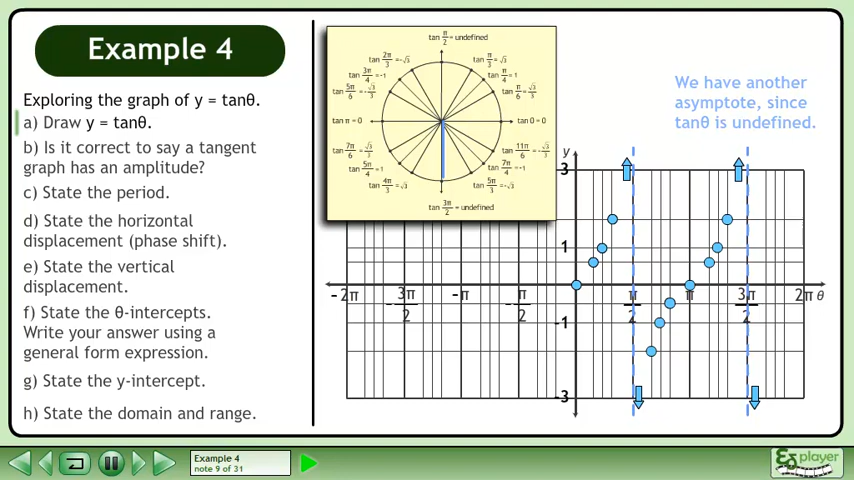 Example 4
Exploring the graph of y = tanθ.
a) Draw y = tanθ.
b) Is it correct to say a tangent
graph has an amplitude?
c) State the period.
d) State the horizontal
displacement (phase shift).
e) State the vertical
displacement.
f) State the θ-intercepts.
Write your answer using a
general form expression.
g) State the y-intercept.
h) State the domain and range.
tan π/2 = undefined
tan 2π/3 = -√3
tan π/3 = √3
tan 3π/4 = -1
tan π/4 = 1
tan 5π/6 = -√3/3
tan π/6 = √3/3
tan π = 0
tan 0 = 0
tan 7π/6 = √3/3
tan 11π/6 = -√3/3
tan 5π/4 = 1
tan 7π/4 = -1
tan 4π/3 = √3
tan 5π/3 = -√3
tan 3π/2 = undefined
We have another
asymptote, since
tanθ is undefined.
y
3
1
-2π -3π/2 -π -π/2 π/2 π 3π/2 2π θ
-1
-3
Example 4
note 9 of 31
player